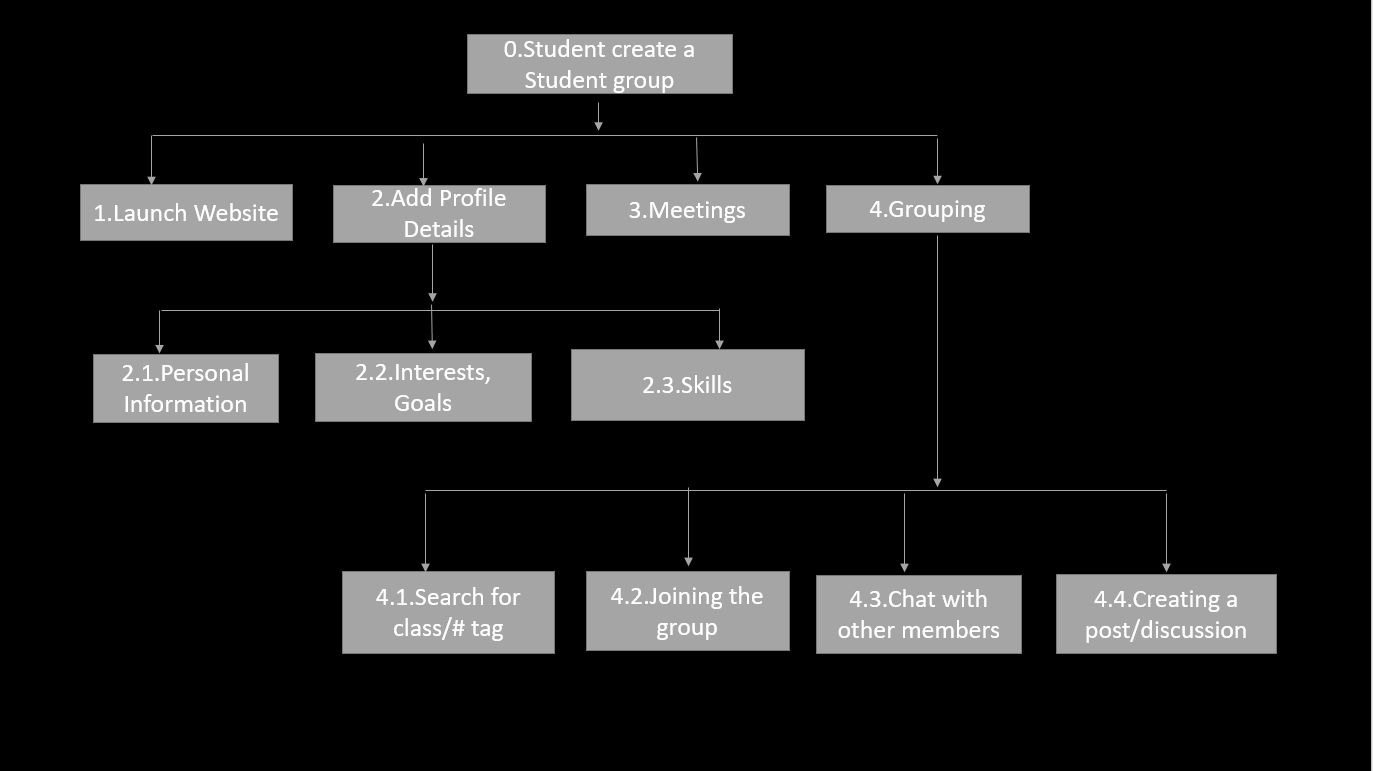 0.Student create a
Student group
1.Launch Website
2.Add Profile
Details
3.Meetings
4.Grouping
2.1.Personal
Information
2.2.Interests,
Goals
2.3.Skills
4.1.Search for
class/# tag
4.2.Joining the
group
4.3.Chat with
other members
4.4.Creating a
post/discussion